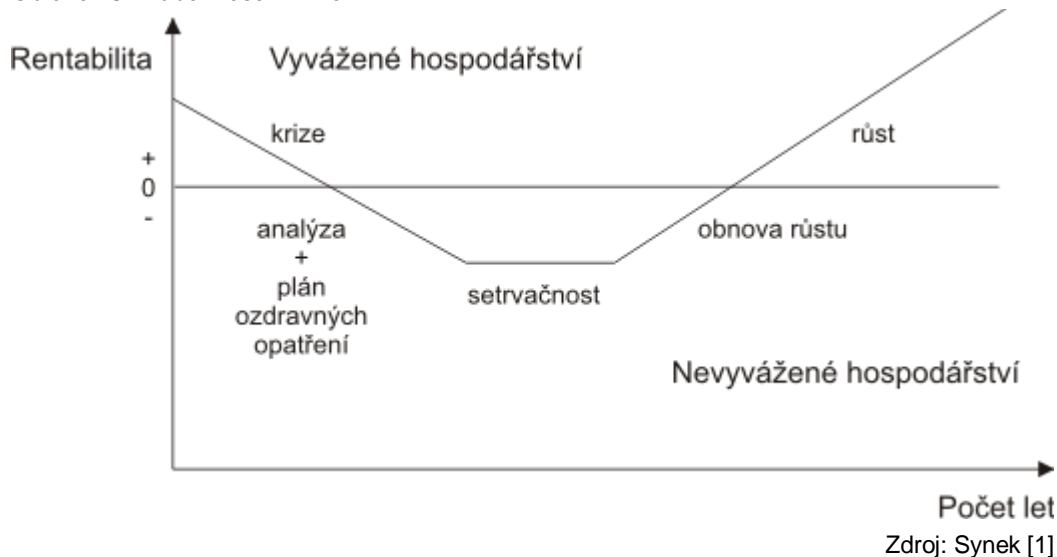 Rentabilita
Vyvážené hospodářství
krize
růst
+
0
-
analýza
+
plán
ozdravných
opatření
setrvačnost
obnova růstu
Nevyvážené hospodářství
Počet let
Zdroj: Synek [1]